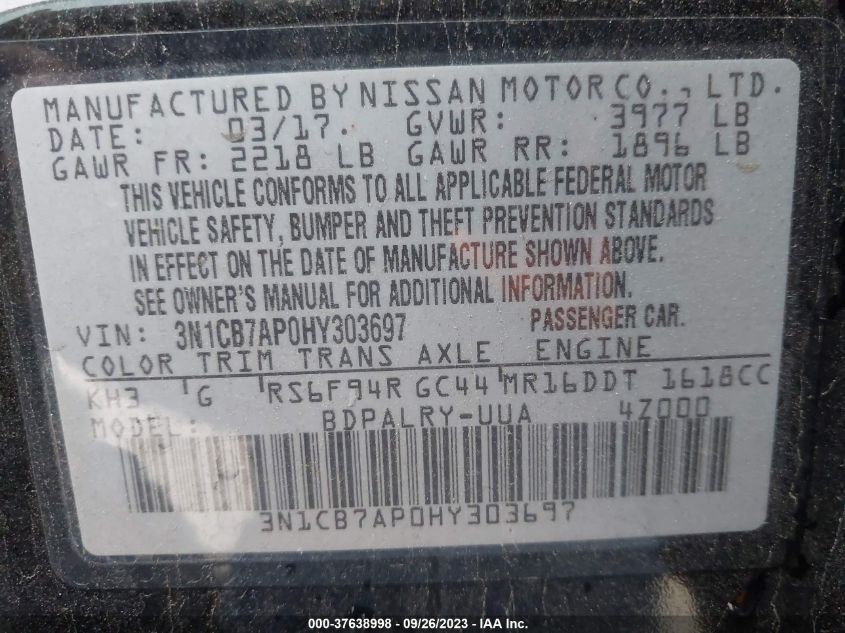 MANUFACTURED BY NISSAN MOTOR CO., LTD.
DATE: 03/17. GVWR: 3977 LB
GAWR FR: 2218 LB GAWR RR: 1896 LB
THIS VEHICLE CONFORMS TO ALL APPLICABLE FEDERAL MOTOR
VEHICLE SAFETY, BUMPER AND THEFT PREVENTION STANDARDS
IN EFFECT ON THE DATE OF MANUFACTURE SHOWN ABOVE.
SEE OWNER'S MANUAL FOR ADDITIONAL INFORMATION.
VIN: 3N1CB7AP0HY303697 PASSENGER CAR.
COLOR TRIM TRANS AXLE ENGINE
KH3 G RS6F94R GC44 MR16DDT 1618CC
MODEL: BDPALRY-UUA 4Z000
3N1CB7AP0HY303697
000-37638998 - 09/26/2023 - IAA Inc.